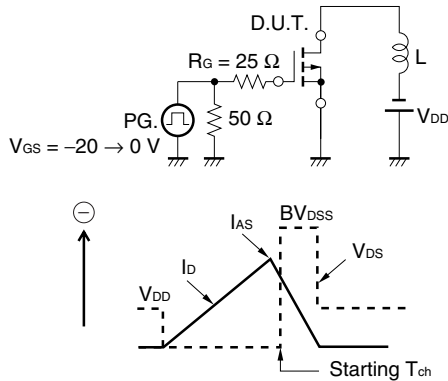 D.U.T.
RG = 25 Ω
L
PG.
50 Ω
VDD
VGS = −20 → 0 V
⊖
IAS
BVDSS
ID
VDS
VDD
Starting Tch